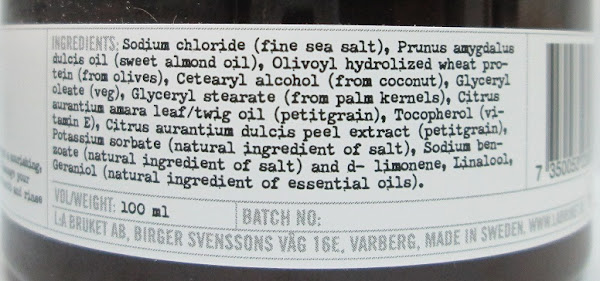 INGREDIENTS: Sodium chloride (fine sea salt), Prunus amygdalus
dulcis oil (sweet almond oil), Olivoyl hydrolized wheat pro-
tein (from olives), Cetearyl alcohol (from coconut), Glyceryl
oleate (veg), Glyceryl stearate (from palm kernels), Citrus
aurantium amara leaf/twig oil (petitgrain), Tocopherol (vi-
tamin E), Citrus aurantium dulcis peel extract (petitgrain),
Potassium sorbate (natural ingredient of salt), Sodium ben-
zoate (natural ingredient of salt) and d- limonene, Linalool,
Geraniol (natural ingredient of essential oils).
VOL/WEIGHT: 100 ml
BATCH NO:
L:A BRUKET AB, BIRGER SVENSSONS VÄG 16E, VARBERG, MADE IN SWEDEN.
your
and rinse